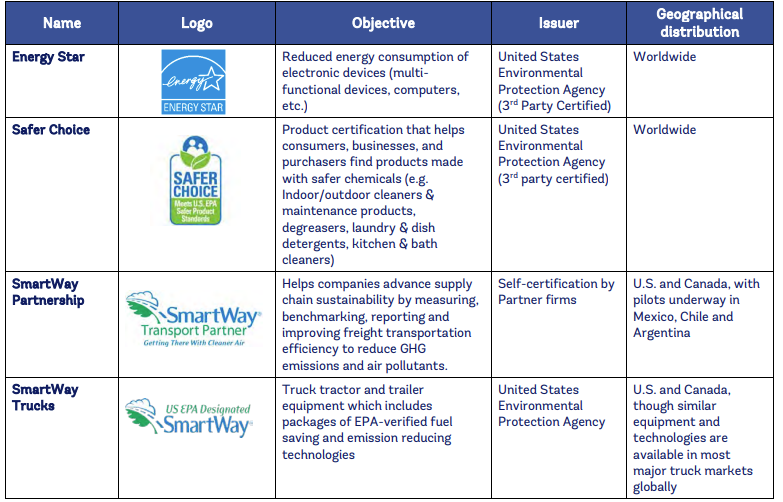 Name
Logo
Objective
Issuer
Geographical
distribution
Energy Star
energy
ENERGY STAR
Reduced energy consumption of
electronic devices (multi-
functional devices, computers,
etc.)
United States
Environmental
Protection Agency
(3rd Party Certified)
Worldwide
Safer Choice
SAFER
CHOICE
Meets U.S. EPA
Safer Product
Standards
Product certification that helps
consumers, businesses, and
purchasers find products made
with safer chemicals (e.g.
Indoor/outdoor cleaners &
maintenance products,
degreasers, laundry & dish
detergents, kitchen & bath
cleaners)
United States
Environmental
Protection Agency
(3rd party certified)
Worldwide
SmartWay
Partnership
SmartWay®
Transport Partner
Getting There With Cleaner Air
Helps companies advance supply
chain sustainability by measuring,
benchmarking, reporting and
improving freight transportation
efficiency to reduce GHG
emissions and air pollutants.
Self-certification by
Partner firms
U.S. and Canada, with
pilots underway in
Mexico, Chile and
Argentina
SmartWay
Trucks
US EPA Designated
SmartWay
Truck tractor and trailer
equipment which includes
packages of EPA-verified fuel
saving and emission reducing
technologies
United States
Environmental
Protection Agency
U.S. and Canada,
though similar
equipment and
technologies are
available in most
major truck markets
globally